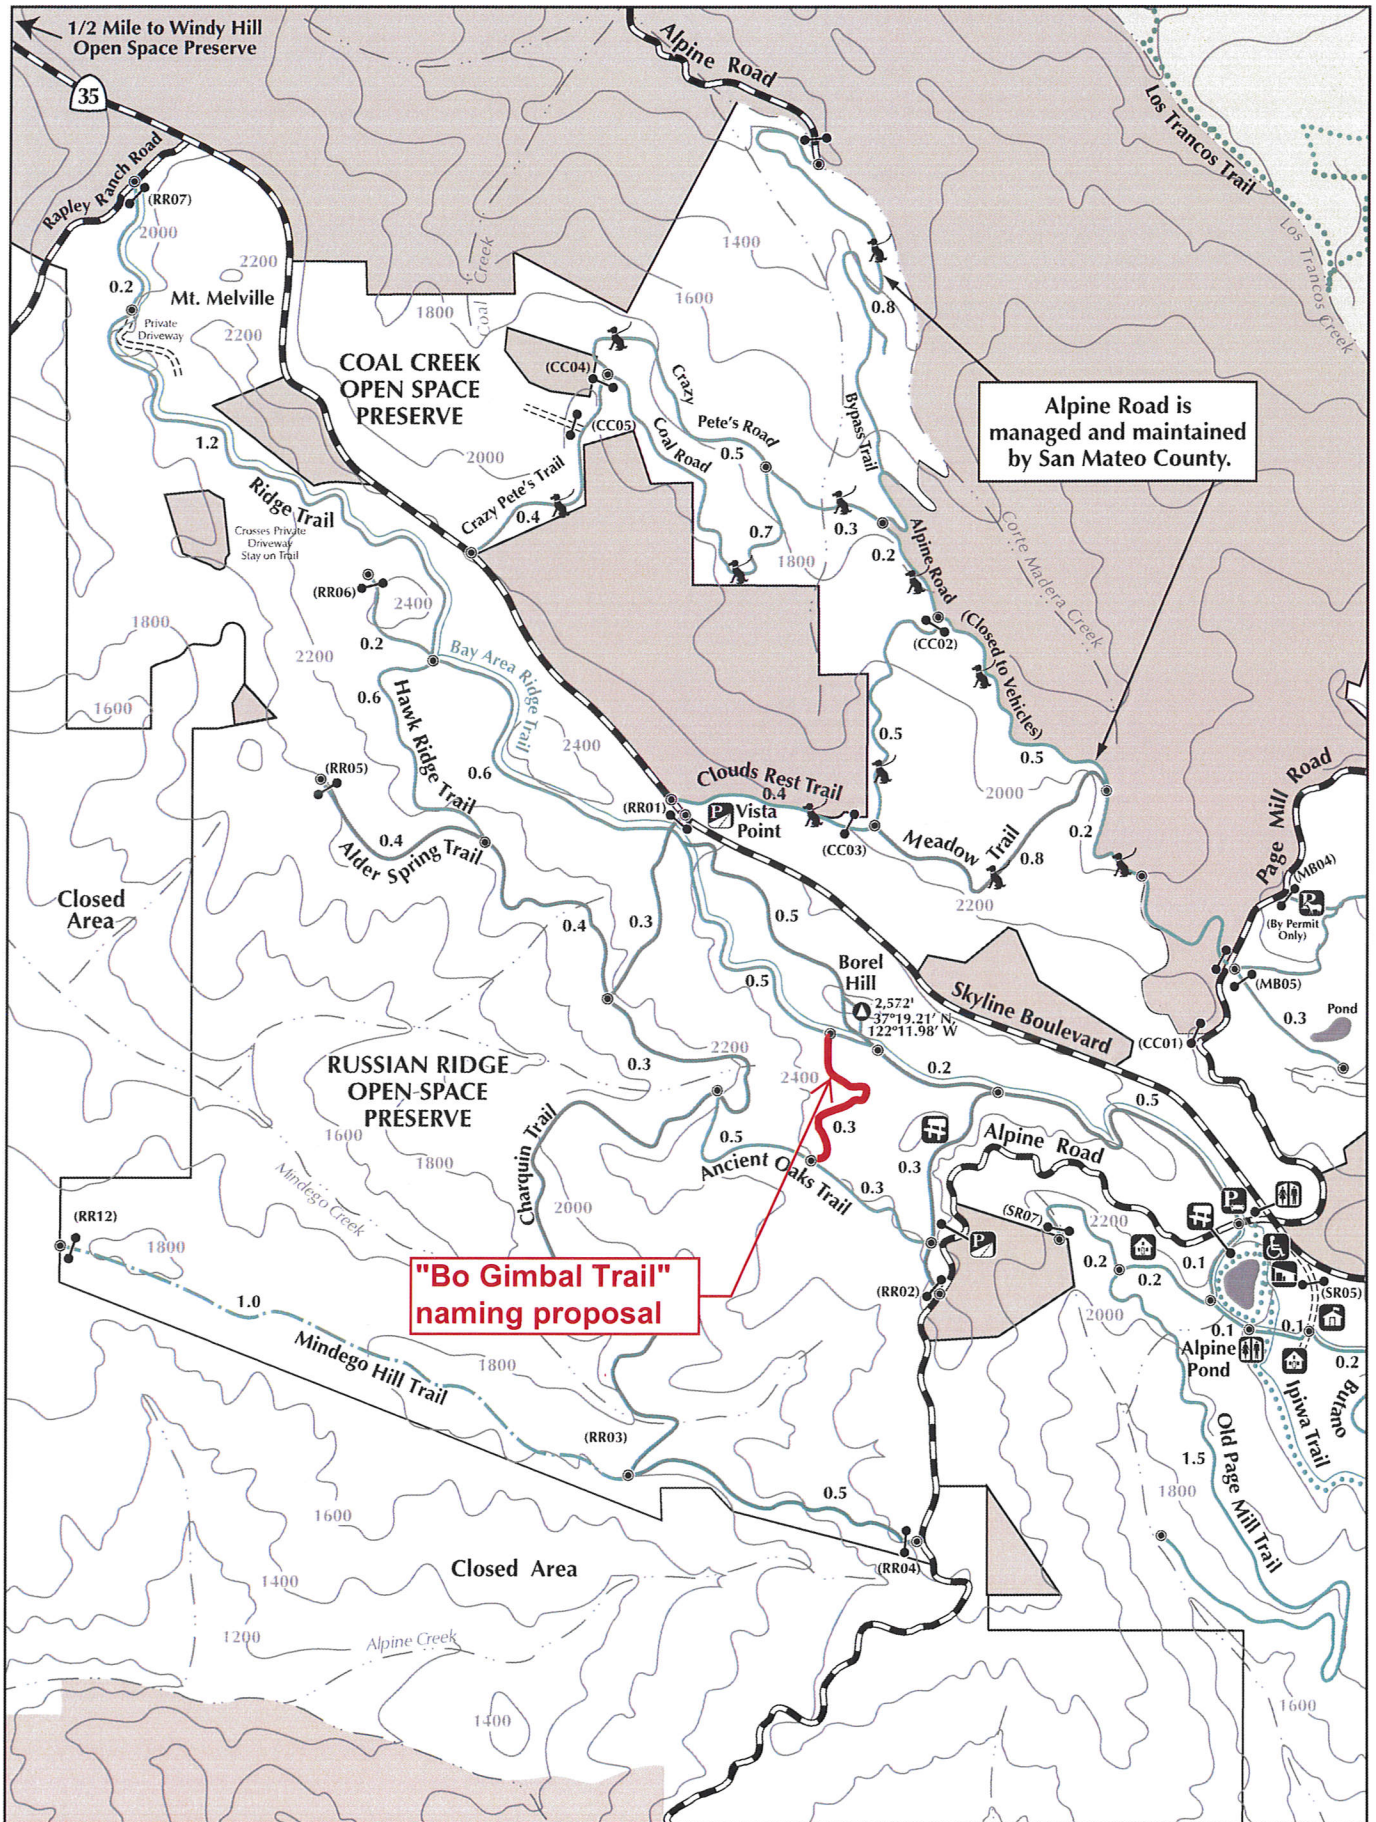 1/2 Mile to Windy Hill
Open Space Preserve
35
Alpine Road
Los Trancos Trail
Los Trancos Creek
Rapley Ranch Road
(RR07)
2000
2200
0.2
Mt. Melville
Private
Driveway
2200
1800
Coal Creek
1400
1600
0.8
COAL CREEK
OPEN SPACE
PRESERVE
(CC04)
(CC05)
Crazy
Pete's Road
0.5
Coal Road
Bypass Trail
Alpine Road is
managed and maintained
by San Mateo County.
1.2
2000
Ridge Trail
Crosses Private
Driveway
Stay on Trail
Crazy Pete's Trail
0.4
0.7
0.3
1800
0.2
Alpine Road
(Closed to Vehicles)
Corte Madera Creek
(RR06)
2400
0.2
(CC02)
1800
2200
1600
Bay Area Ridge Trail
0.6
Hawk Ridge Trail
2400
0.6
0.5
0.5
Clouds Rest Trail
0.4
2000
(RR05)
(RR01)
P
Vista
Point
(CC03)
Meadow Trail
0.8
0.2
0.4
Alder Spring Trail
Page Mill Road
(MB04)
P
(By Permit
Only)
2200
Closed
Area
0.4
0.3
0.5
0.5
Borel
Hill
2,572'
37°19.21' N
122°11.98' W
Skyline Boulevard
(MB05)
0.3
Pond
(CC01)
RUSSIAN RIDGE
OPEN SPACE
PRESERVE
0.3
2200
2400
0.2
0.5
0.3
1600
1800
Charquin Trail
0.5
Ancient Oaks Trail
0.3
0.3
Alpine Road
Mindego Creek
2000
(RR12)
1800
P
(SR07)
2200
0.2
0.2
0.1
P
(SR05)
"Bo Gimbal Trail"
naming proposal
(RR02)
2000
0.1
0.1
Alpine
Pond
0.2
1.0
Mindego Hill Trail
1800
Ipiwa Trail
Butano
Old Page Mill Trail
1.5
(RR03)
0.5
1800
1600
(RR04)
Closed Area
1400
1200
Alpine Creek
1400
1600